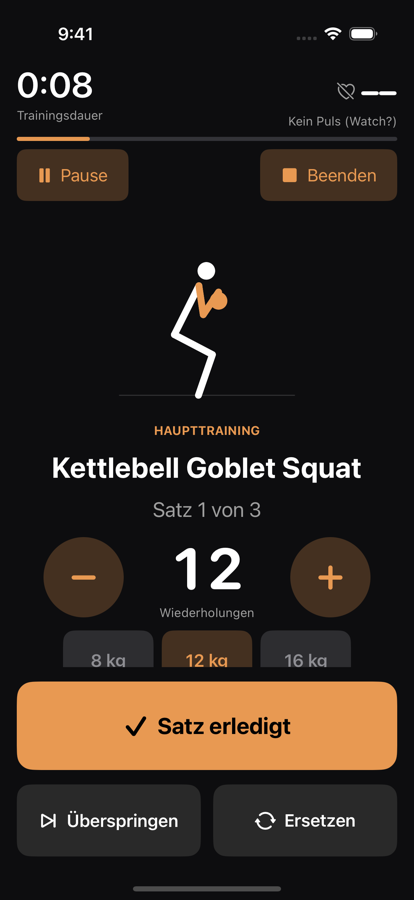 9:41
0:08
Trainingsdauer
Kein Puls (Watch?)
Pause
Beenden
HAUPTTRAINING
Kettlebell Goblet Squat
Satz 1 von 3
12
Wiederholungen
8 kg 12 kg 16 kg
Satz erledigt
Überspringen
Ersetzen